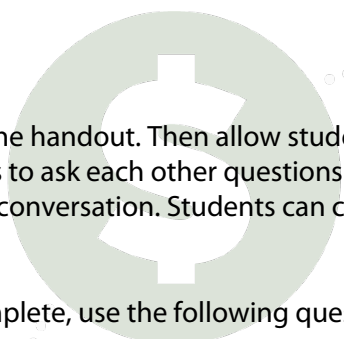 he handout. Then allow stude
s to ask each other questions
conversation. Students can c
plete, use the following que